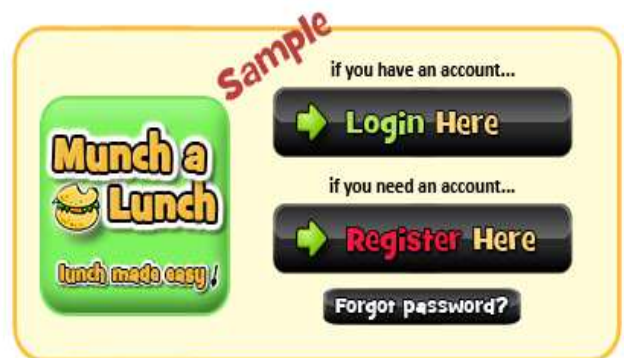 Sample
Munch a
Lunch
lunch made easy!
if you have an account...
Login Here
if you need an account...
Register Here
Forgot password?